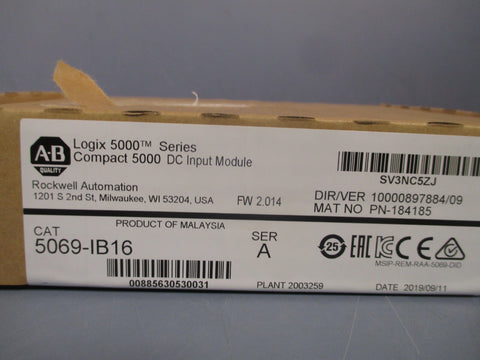 A-B
QUALITY
Logix 5000™ Series
Compact 5000 DC Input Module
Rockwell Automation
1201 S 2nd St, Milwaukee, WI 53204, USA
FW 2.014
SV3NC5ZJ
DIR/VER 10000897884/09
MAT NO PN-184185
PRODUCT OF MALAYSIA
CAT
5069-IB16
SER
A
00885630530031
PLANT 2003259
25
MSIP-REM-RAA-5069-DID
DATE 2019/09/11